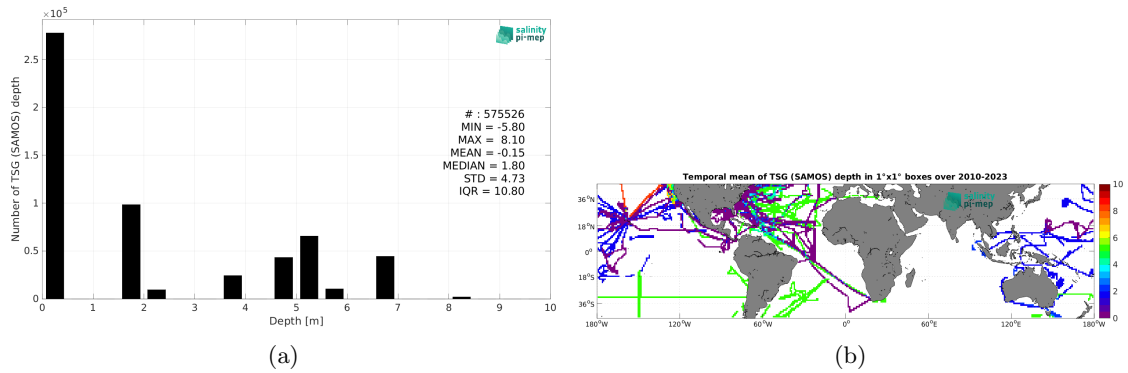 ×10⁵
2.5
2
1.5
1
0.5
0
Number of TSG (SAMOS) depth
salinity
pi-mep
# : 575526
MIN = -5.80
MAX = 8.10
MEAN = -0.15
MEDIAN = 1.80
STD = 4.73
IQR = 10.80
0 1 2 3 4 5 6 7 8 9 10
Depth [m]
(a)
Temporal mean of TSG (SAMOS) depth in 1°x1° boxes over 2010-2023
salinity
pi-mep
36°N
18°N
0°
18°S
36°S
180°W 120°W 60°W 0°W 60°E 120°E 180°W
10
8
6
4
2
0
(b)